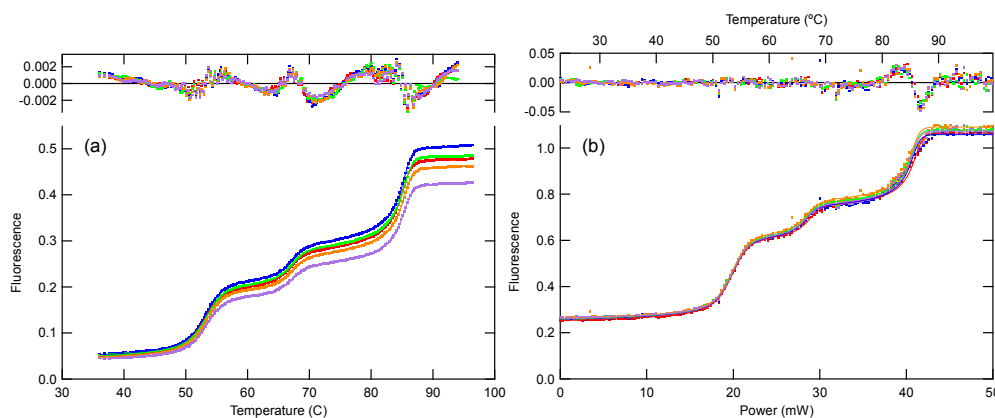 0.002
0.000
-0.002
(a)
0.5
0.4
0.3
0.2
0.1
0.0
Fluorescence
30 40 50 60 70 80 90 100
Temperature (C)
Temperature (ºC)
30 40 50 60 70 80 90
0.05
0.00
-0.05
(b)
1.0
0.8
0.6
0.4
0.2
0.0
Fluorescence
0 10 20 30 40 50
Power (mW)